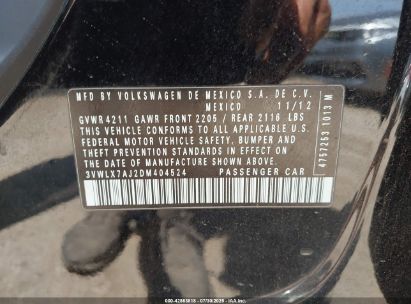 MFD BY VOLKSWAGEN DE MEXICO S.A. DE C.V.
MEXICO 11/12
GVWR 4211 GAWR FRONT 2205 / REAR 2116 LBS
THIS VEHICLE CONFORMS TO ALL APPLICABLE U.S.
FEDERAL MOTOR VEHICLE SAFETY, BUMPER AND
THEFT PREVENTION STANDARDS IN EFFECT ON THE
DATE OF MANUFACTURE SHOWN ABOVE.
3VWLX7AJ2DM404524 PASSENGER CAR
4757253 1013 M